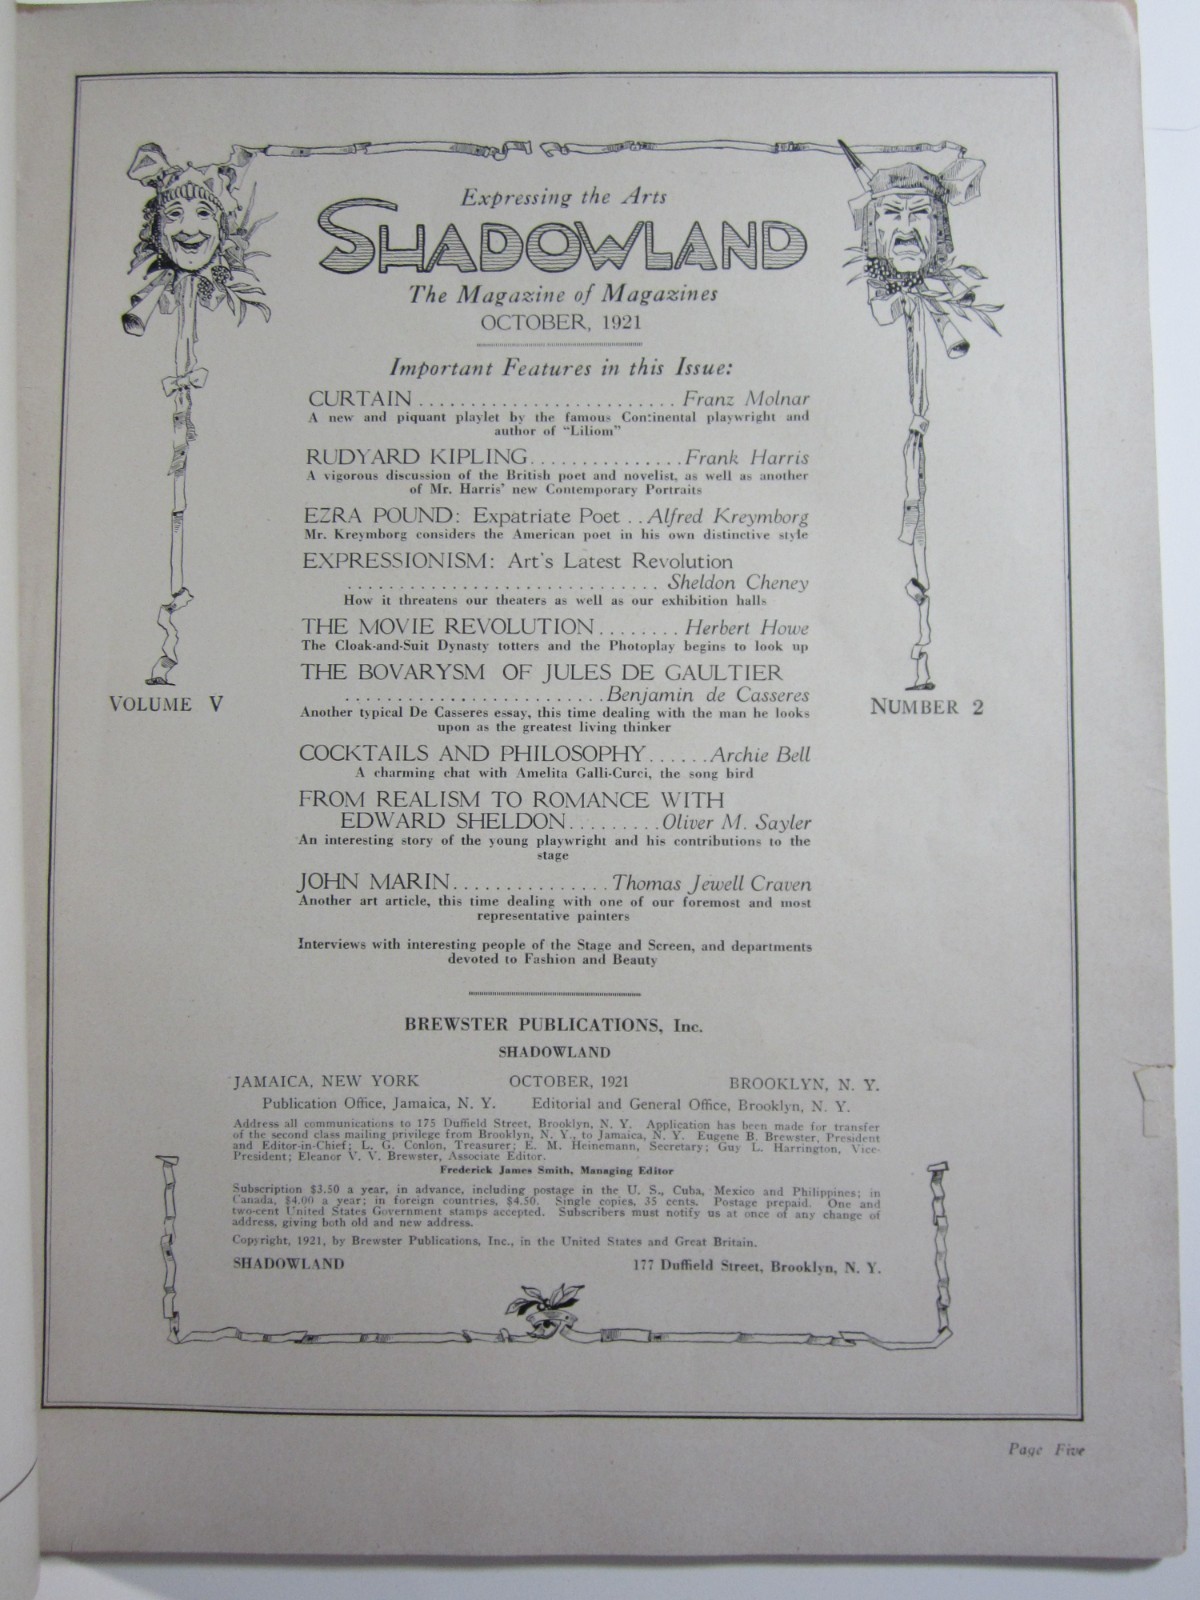 Expressing the Arts
SHADOWLAND
The Magazine of Magazines
OCTOBER, 1921
Important Features in this Issue:
CURTAIN ........................... Franz Molnar
A new and piquant playlet by the famous Continental playwright and
author of "Liliom"
RUDYARD KIPLING............... Frank Harris
A vigorous discussion of the British poet and novelist, as well as another
of Mr. Harris' new Contemporary Portraits
EZRA POUND: Expatriate Poet .. Alfred Kreymborg
Mr. Kreymborg considers the American poet in his own distinctive style
EXPRESSIONISM: Art's Latest Revolution
............................... Sheldon Cheney
How it threatens our theaters as well as our exhibition halls
THE MOVIE REVOLUTION........ Herbert Howe
The Cloak-and-Suit Dynasty totters and the Photoplay begins to look up
THE BOVARYSM OF JULES DE GAULTIER
.......................... Benjamin de Casseres
VOLUME V
NUMBER 2
Another typical De Casseres essay, this time dealing with the man he looks
upon as the greatest living thinker
COCKTAILS AND PHILOSOPHY...... Archie Bell
A charming chat with Amelita Galli-Curci, the song bird
FROM REALISM TO ROMANCE WITH
EDWARD SHELDON......... Oliver M. Sayler
An interesting story of the young playwright and his contributions to the
stage
JOHN MARIN............... Thomas Jewell Craven
Another art article, this time dealing with one of our foremost and most
representative painters
Interviews with interesting people of the Stage and Screen, and departments
devoted to Fashion and Beauty
BREWSTER PUBLICATIONS, Inc.
SHADOWLAND
JAMAICA, NEW YORK OCTOBER, 1921 BROOKLYN, N. Y.
Publication Office, Jamaica, N. Y. Editorial and General Office, Brooklyn, N. Y.
Address all communications to 175 Duffield Street, Brooklyn, N. Y. Application has been made for transfer
of the second class mailing privilege from Brooklyn, N. Y., to Jamaica, N. Y. Eugene B. Brewster, President
and Editor-in-Chief; L. G. Conlon, Treasurer; E. M. Heinemann, Secretary; Guy L. Harrington, Vice-
President; Eleanor V. V. Brewster, Associate Editor.
Frederick James Smith, Managing Editor
Subscription $3.50 a year, in advance, including postage in the U. S., Cuba, Mexico and Philippines; in
Canada, $4.00 a year; in foreign countries, $4.50. Single copies, 35 cents. Postage prepaid. One and
two-cent United States Government stamps accepted. Subscribers must notify us at once of any change of
address, giving both old and new address.
Copyright, 1921, by Brewster Publications, Inc., in the United States and Great Britain.
SHADOWLAND 177 Duffield Street, Brooklyn, N. Y.
Page Five